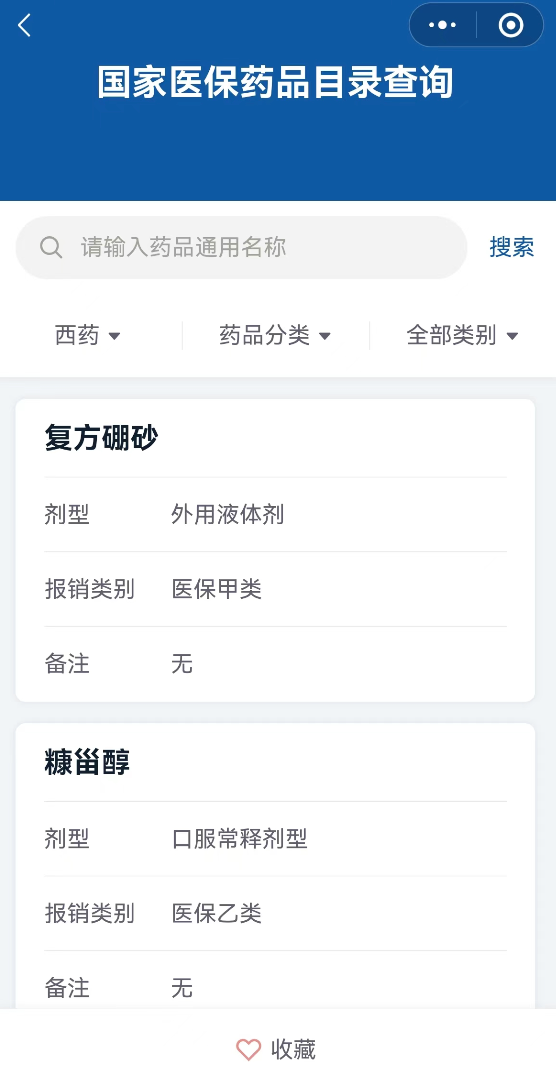 国家医保药品目录查询
请输入药品通用名称 搜索
西药 药品分类 全部类别
复方硼砂
剂型 外用液体剂
报销类别 医保甲类
备注 无
糠甾醇
剂型 口服常释剂型
报销类别 医保乙类
备注 无
收藏